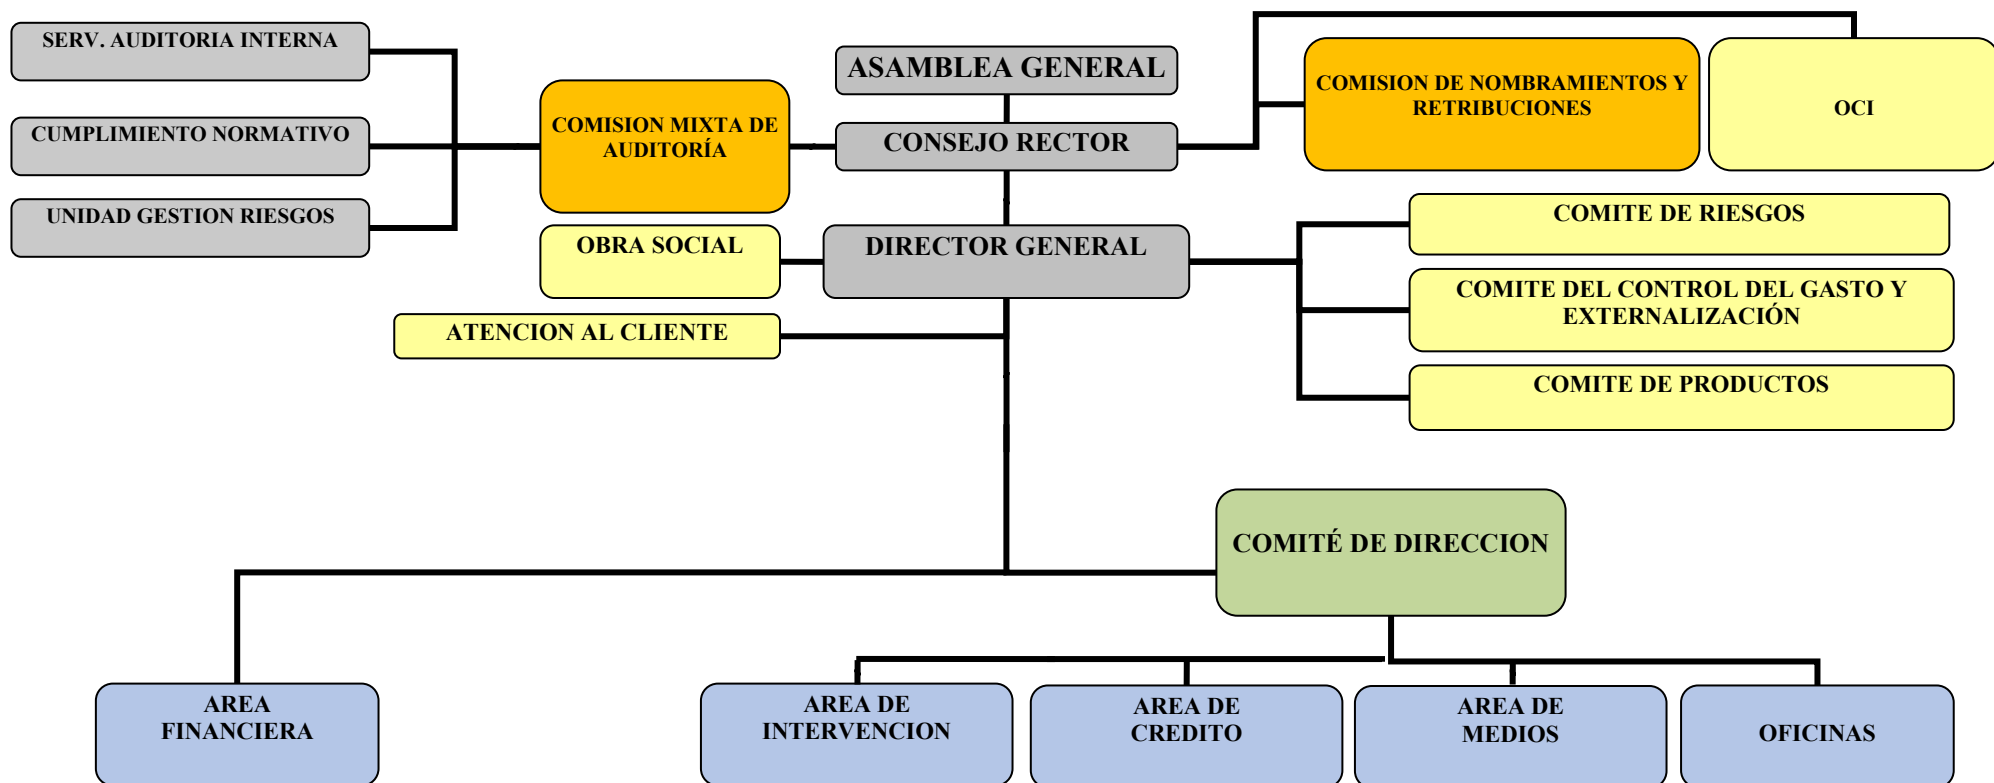 SERV. AUDITORIA INTERNA
CUMPLIMIENTO NORMATIVO
UNIDAD GESTION RIESGOS
COMISION MIXTA DE
AUDITORÍA
ASAMBLEA GENERAL
CONSEJO RECTOR
COMISION DE NOMBRAMIENTOS Y
RETRIBUCIONES
OCI
OBRA SOCIAL
DIRECTOR GENERAL
ATENCION AL CLIENTE
COMITE DE RIESGOS
COMITE DEL CONTROL DEL GASTO Y
EXTERNALIZACIÓN
COMITE DE PRODUCTOS
COMITÉ DE DIRECCION
AREA
FINANCIERA
AREA DE
INTERVENCION
AREA DE
CREDITO
AREA DE
MEDIOS
OFICINAS